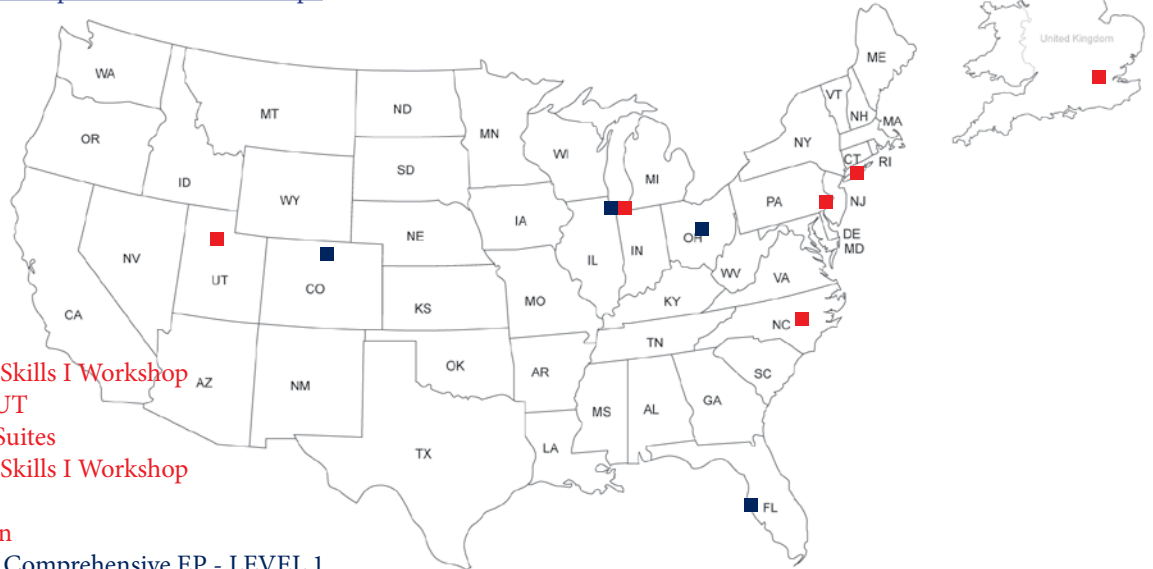 United Kingdom
ME
WA
VT
MT
ND
NH
MA
MN
OR
NY
WI
CT
RI
SD
MI
ID
WY
PA
NJ
IA
NE
OH
DE
MD
NV
UT
CO
IL
IN
WV
VA
KS
MO
KY
CA
NC
TN
Skills I Workshop
AZ
NM
OK
AR
SC
UT
MS
AL
GA
Suites
LA
TX
Skills I Workshop
FL
n
Comprehensive EP - LEVEL 1